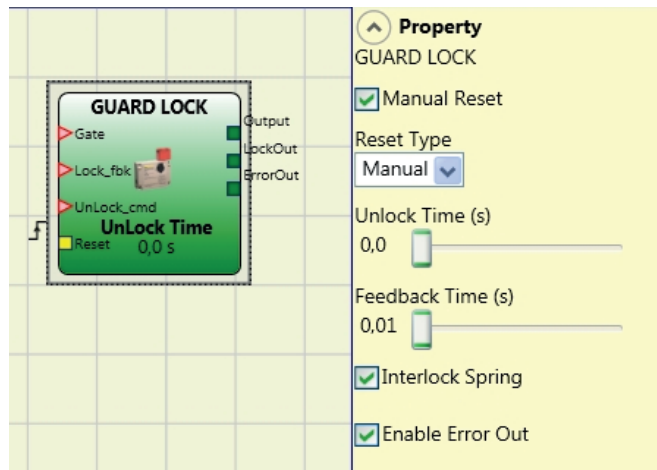 GUARD LOCK
Gate
Lock_fbk
UnLock_cmd
UnLock Time
Reset 0,0 s
Output
LockOut
ErrorOut
Property
GUARD LOCK
Manual Reset
Reset Type
Manual
Unlock Time (s)
0,0
Feedback Time (s)
0,01
Interlock Spring
Enable Error Out